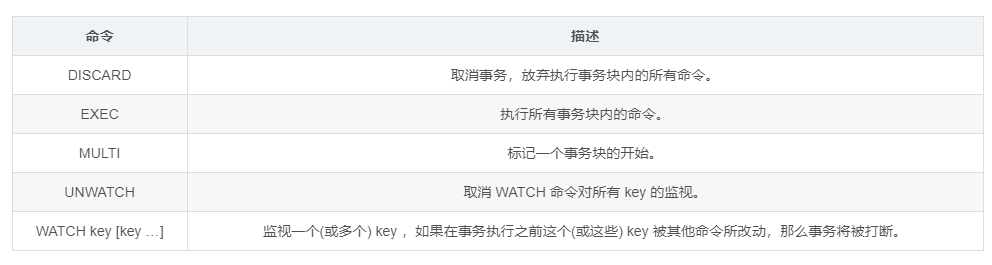 命令 描述
DISCARD 取消事务，放弃执行事务块内的所有命令。
EXEC 执行所有事务块内的命令。
MULTI 标记一个事务块的开始。
UNWATCH 取消 WATCH 命令对所有 key 的监视。
WATCH key [key …] 监视一个(或多个) key ，如果在事务执行之前这个(或这些) key 被其他命令所改动，那么事务将被打断。